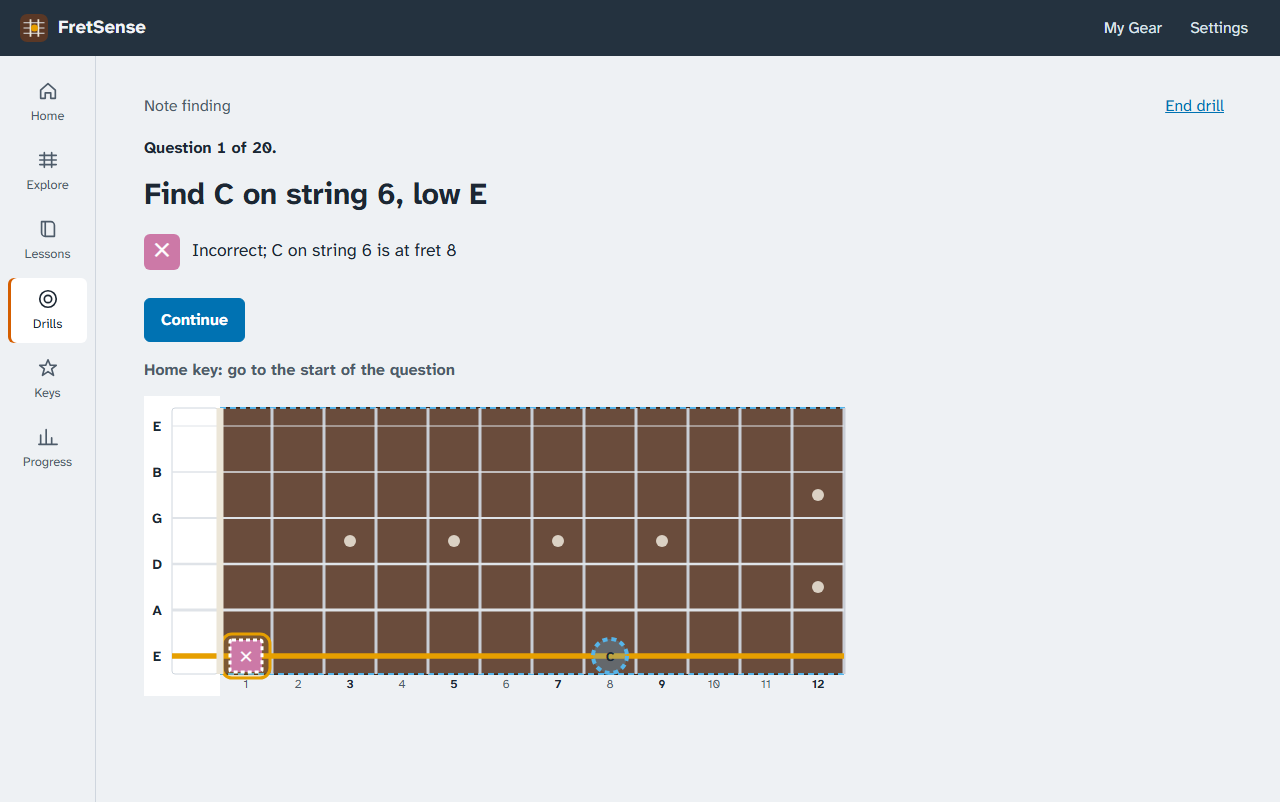 FretSense
My Gear
Settings
Home
Explore
Lessons
Drills
Keys
Progress
Note finding
End drill
Question 1 of 20.
Find C on string 6, low E
Incorrect; C on string 6 is at fret 8
Continue
Home key: go to the start of the question
E
B
G
D
A
E
C
1 2 3 4 5 6 7 8 9 10 11 12